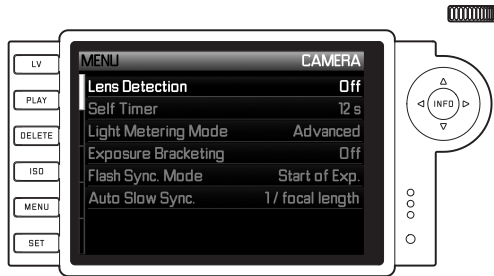 LV
PLAY
DELETE
ISO
MENU
SET
MENU CAMERA
Lens Detection Off
Self Timer 12 s
Light Metering Mode Advanced
Exposure Bracketing Off
Flash Sync. Mode Start of Exp.
Auto Slow Sync. 1 / focal length
INFO